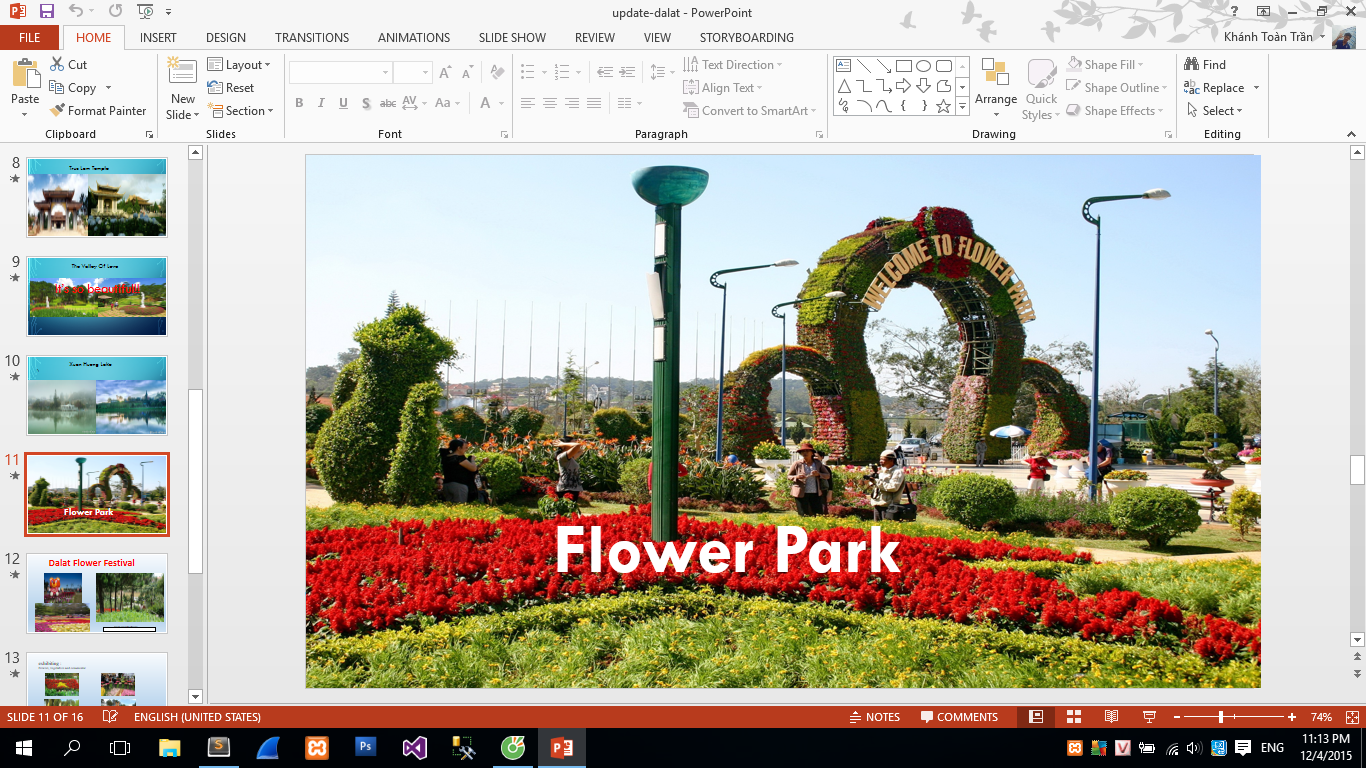 update-dalat - PowerPoint
FILE HOME INSERT DESIGN TRANSITIONS ANIMATIONS SLIDE SHOW REVIEW VIEW STORYBOARDING
Khánh Toàn Trần
Paste
Cut
Copy
Format Painter
Clipboard
New Slide
Layout
Reset
Section
Slides
B I U S abc AV Aa A
Font
Text Direction
Align Text
Convert to SmartArt
Paragraph
Arrange
Quick Styles
Shape Fill
Shape Outline
Shape Effects
Drawing
Find
Replace
Select
Editing
8
Truc Lam Temple
9
The Valley Of Love
It's so beautiful!
10
Xuan Huong Lake
11
Flower Park
12
Dalat Flower Festival
13
exhibiting
WELCOME TO FLOWER PARK
Flower Park
SLIDE 11 OF 16 ENGLISH (UNITED STATES) NOTES COMMENTS 74%
ENG
11:13 PM
12/4/2015